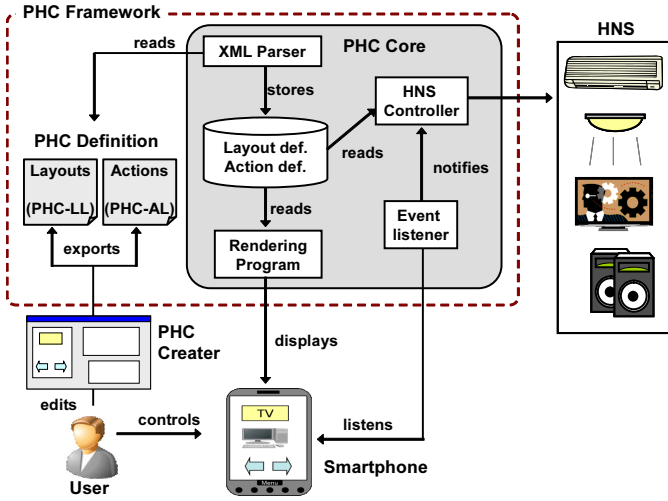 PHC Framework
HNS
reads
XML Parser
PHC Core
stores
HNS
Controller
PHC Definition
Layout def.
Action def.
reads
Layouts
(PHC-LL)
Actions
(PHC-AL)
notifies
reads
exports
Rendering
Program
Event
listener
PHC
Creater
displays
edits
controls
TV
listens
Smartphone
Menu
User